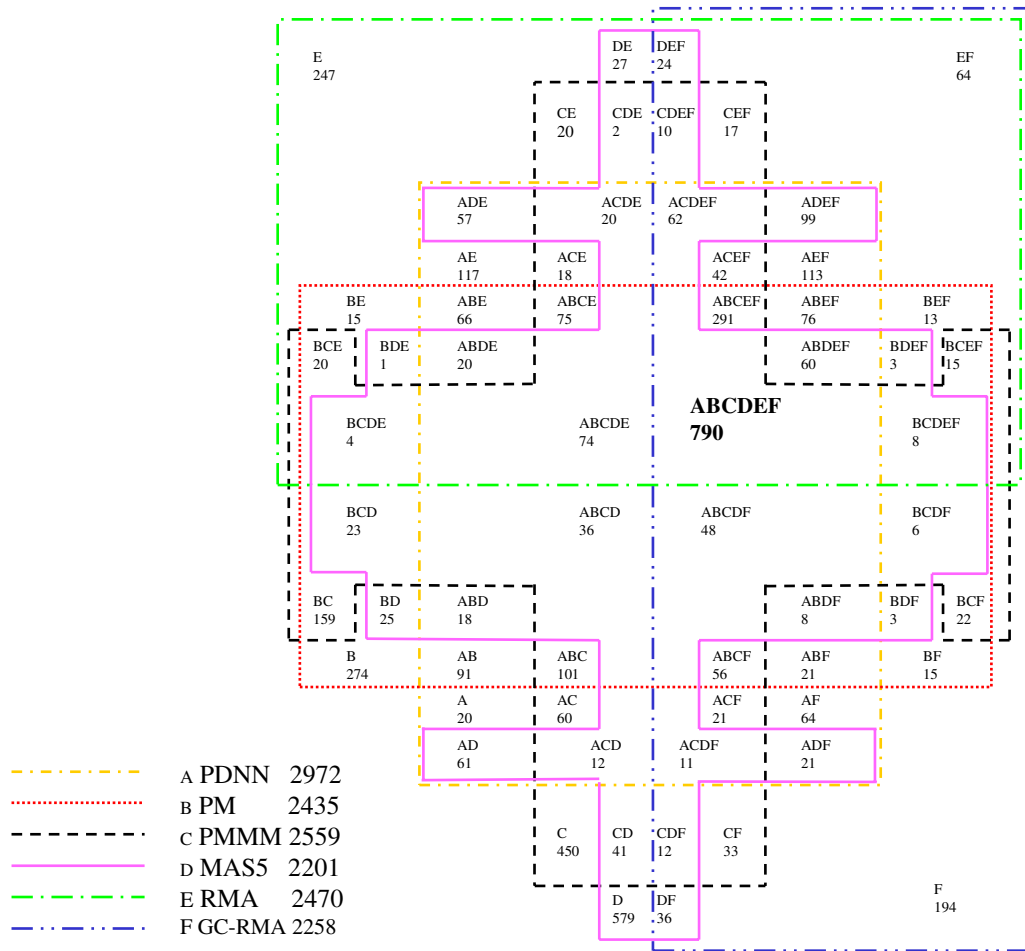 DE DEF
27 24
E EF
247 64
CE CDE CDEF CEF
20 2 10 17
ADE ACDE ACDEF ADEF
57 20 62 99
AE ACE ACEF AEF
117 18 42 113
BE ABE ABCE ABCEF ABEF BEF
15 66 75 291 76 13
BCE BDE ABDE ABDEF BDEF BCEF
20 1 20 60 3 15
ABCDEF
790
BCDE ABCDE BCDEF
4 74 8
BCD ABCD ABCDF BCDF
23 36 48 6
BC BD ABD ABDF BDF BCF
159 25 18 8 3 22
B AB ABC ABCF ABF BF
274 91 101 56 21 15
A AC ACF AF
20 60 21 64
AD ACD ACDF ADF
61 12 11 21
C CD CDF CF
450 41 12 33
D DF
579 36
F
194
A PDNN 2972
B PM 2435
C PMMM 2559
D MAS5 2201
E RMA 2470
F GC-RMA 2258